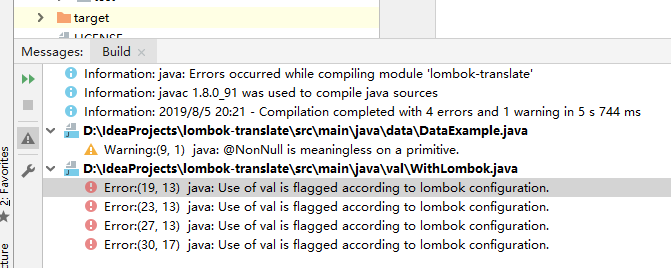 target
LICENSE
Messages: Build ×
Information: java: Errors occurred while compiling module 'lombok-translate'
Information: javac 1.8.0_91 was used to compile java sources
Information: 2019/8/5 20:21 - Compilation completed with 4 errors and 1 warning in 5 s 744 ms
D:\IdeaProjects\lombok-translate\src\main\java\data\DataExample.java
Warning:(9, 1) java: @NonNull is meaningless on a primitive.
D:\IdeaProjects\lombok-translate\src\main\java\val\WithLombok.java
Error:(19, 13) java: Use of val is flagged according to lombok configuration.
Error:(23, 13) java: Use of val is flagged according to lombok configuration.
Error:(27, 13) java: Use of val is flagged according to lombok configuration.
Error:(30, 17) java: Use of val is flagged according to lombok configuration.
2: Favorites